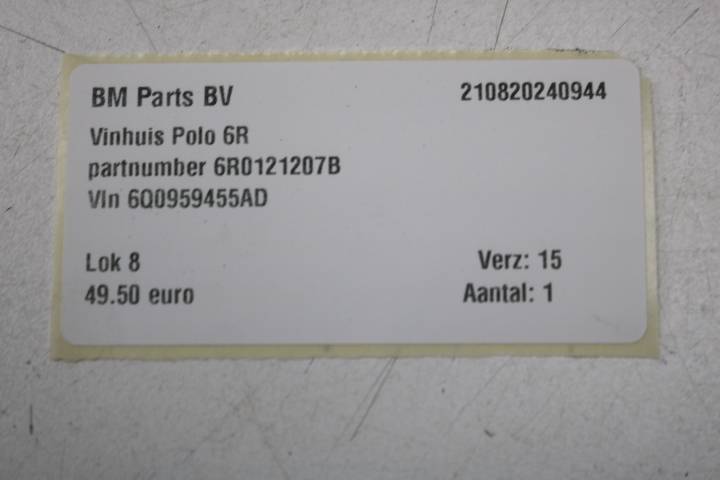 BM Parts BV 210820240944
Vinhuis Polo 6R
partnumber 6R0121207B
VIn 6Q0959455AD
Lok 8 Verz: 15
49.50 euro Aantal: 1